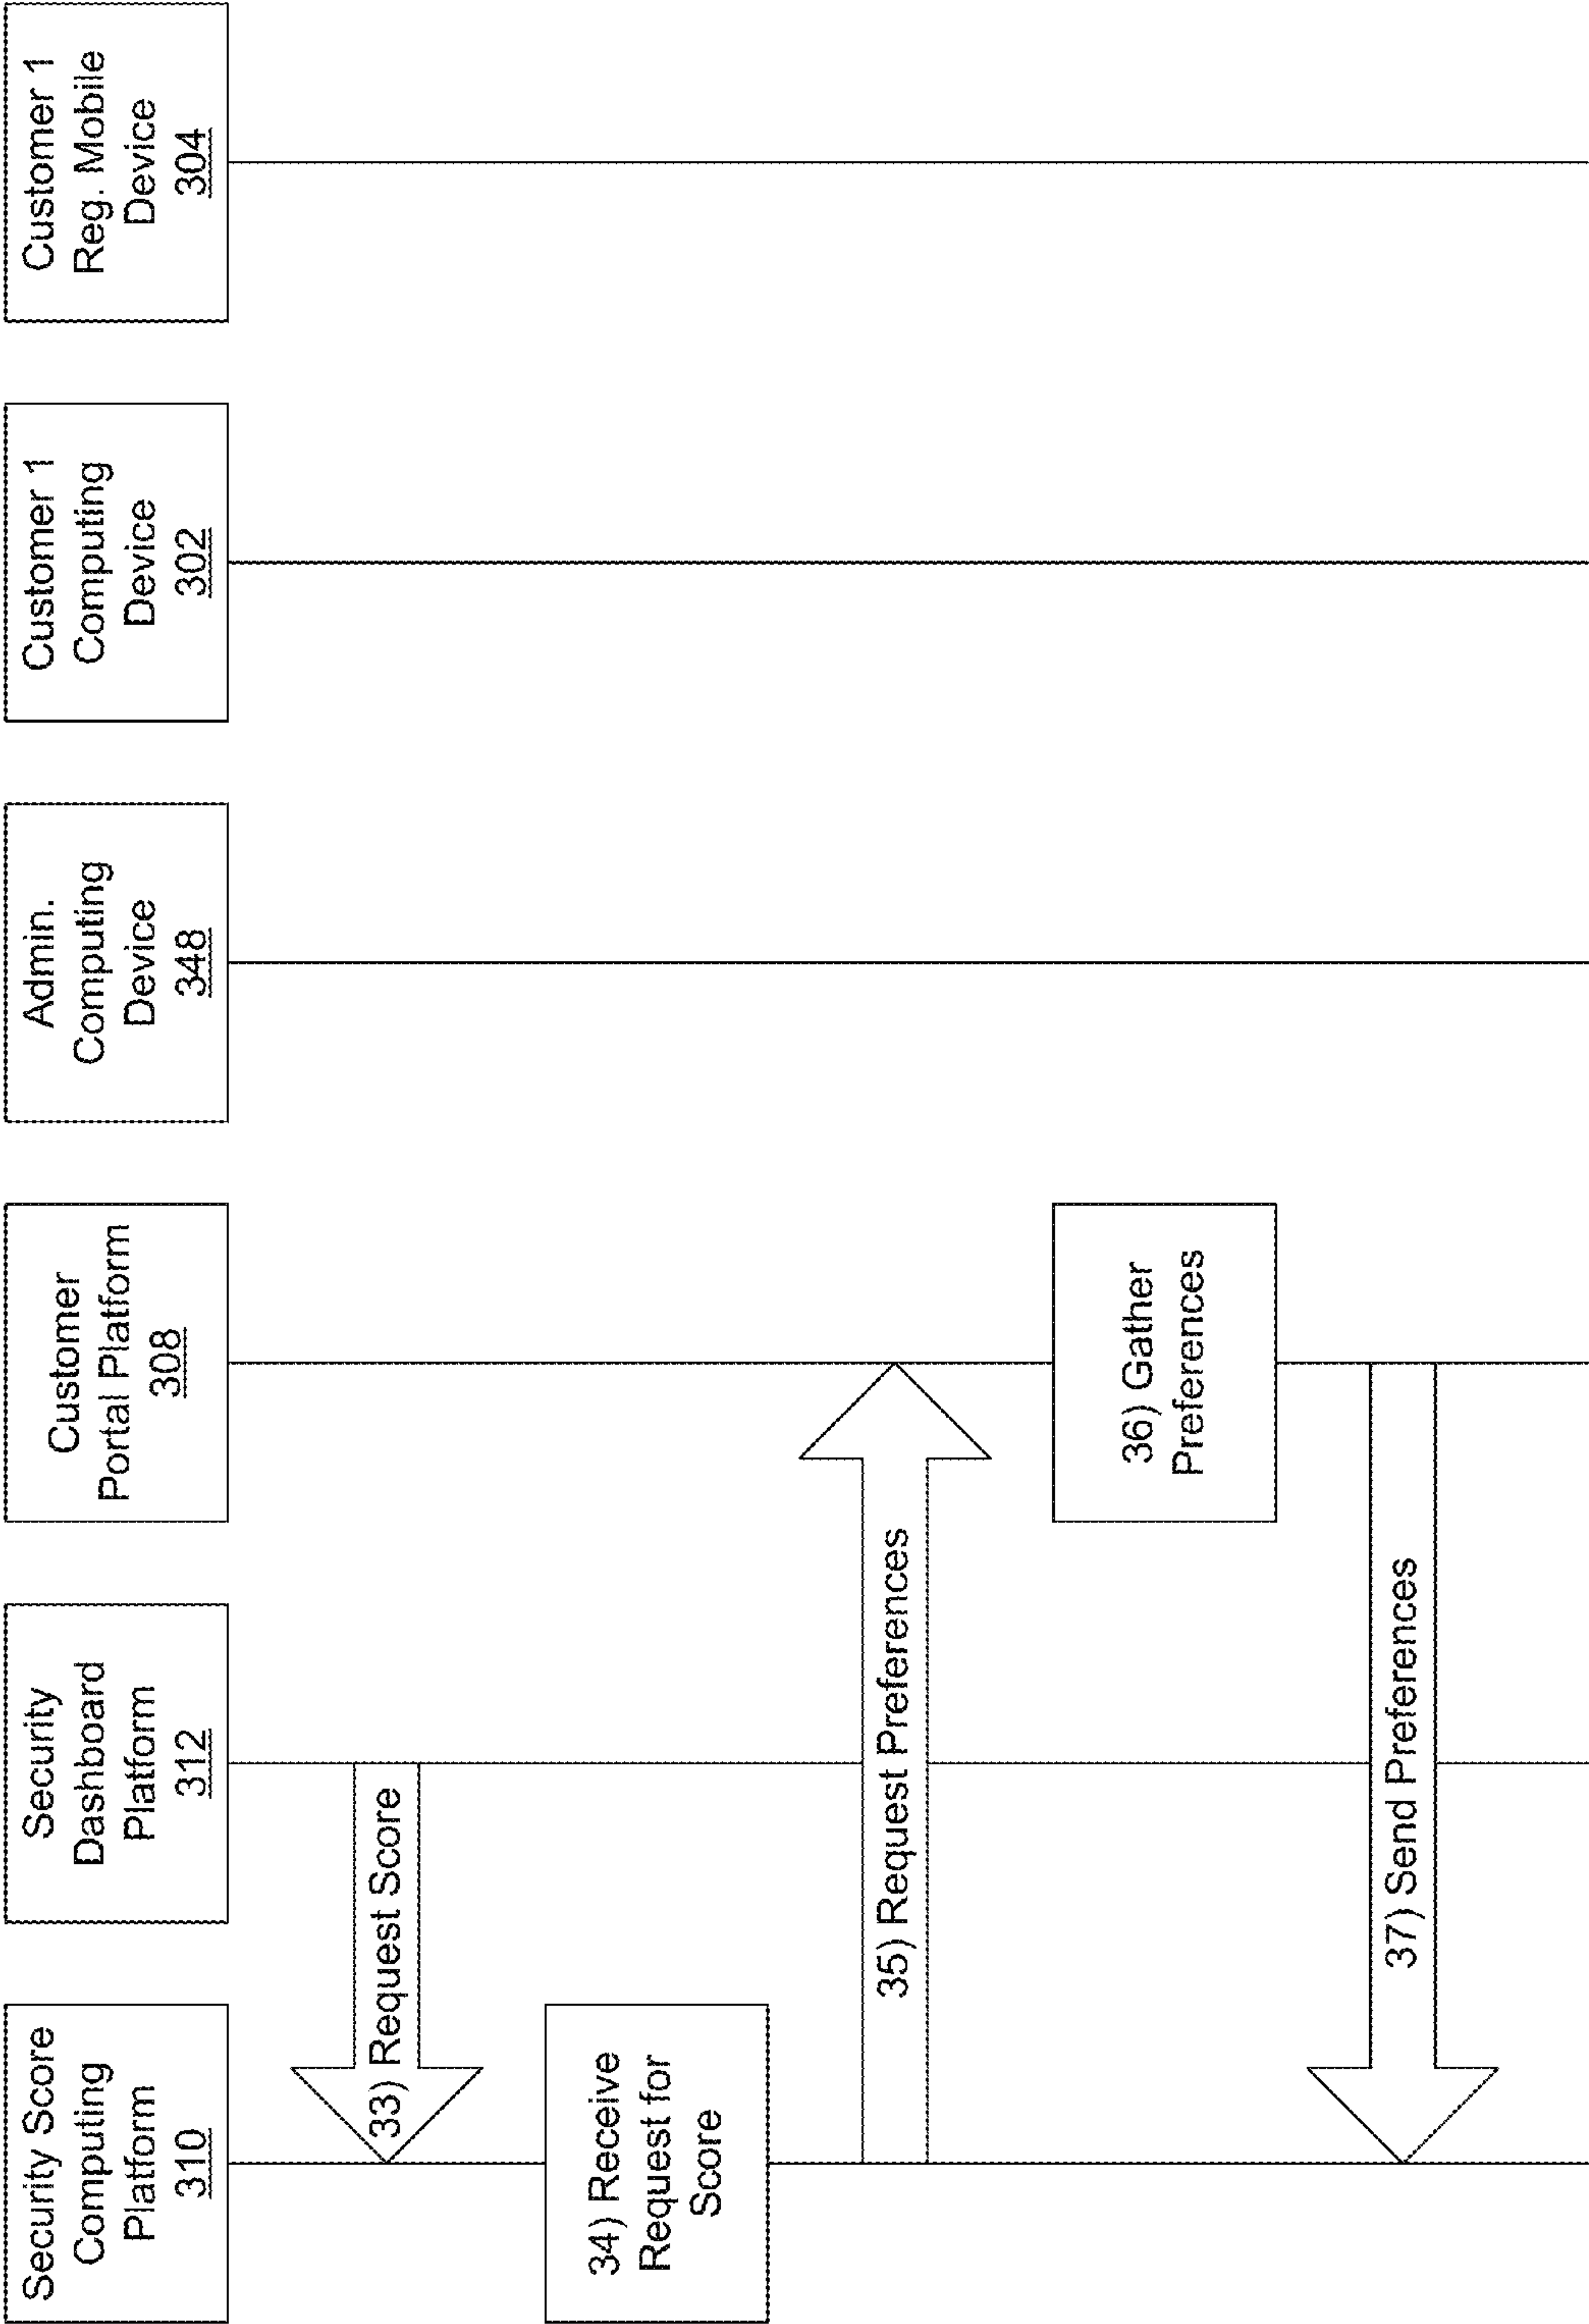 Security Score
Computing
Platform
310
Security
Dashboard
Platform
312
Customer
Portal Platform
308
Admin.
Computing
Device
348
Customer 1
Computing
Device
302
Customer 1
Reg. Mobile
Device
304
33) Request Score
34) Receive
Request for
Score
35) Request Preferences
36) Gather
Preferences
37) Send Preferences